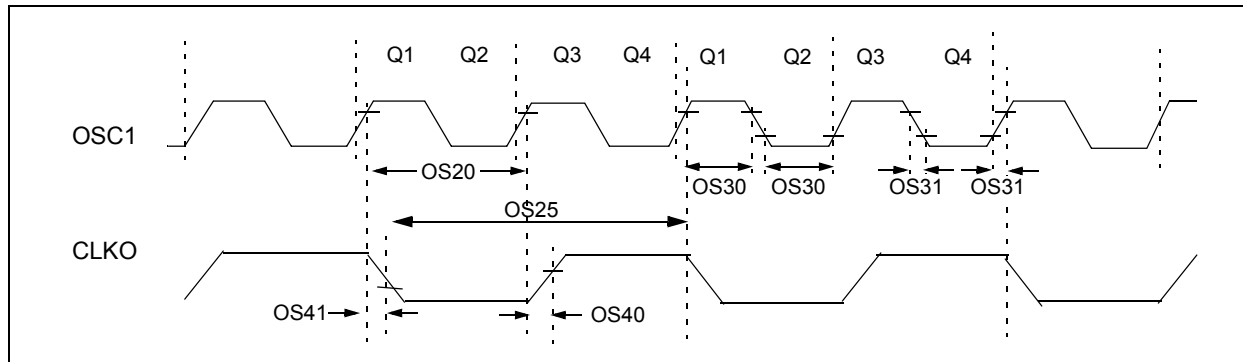 Q1 Q2 Q3 Q4 Q1 Q2 Q3 Q4
OSC1
OS20 OS30 OS30 OS31 OS31
OS25
CLKO
OS41 OS40